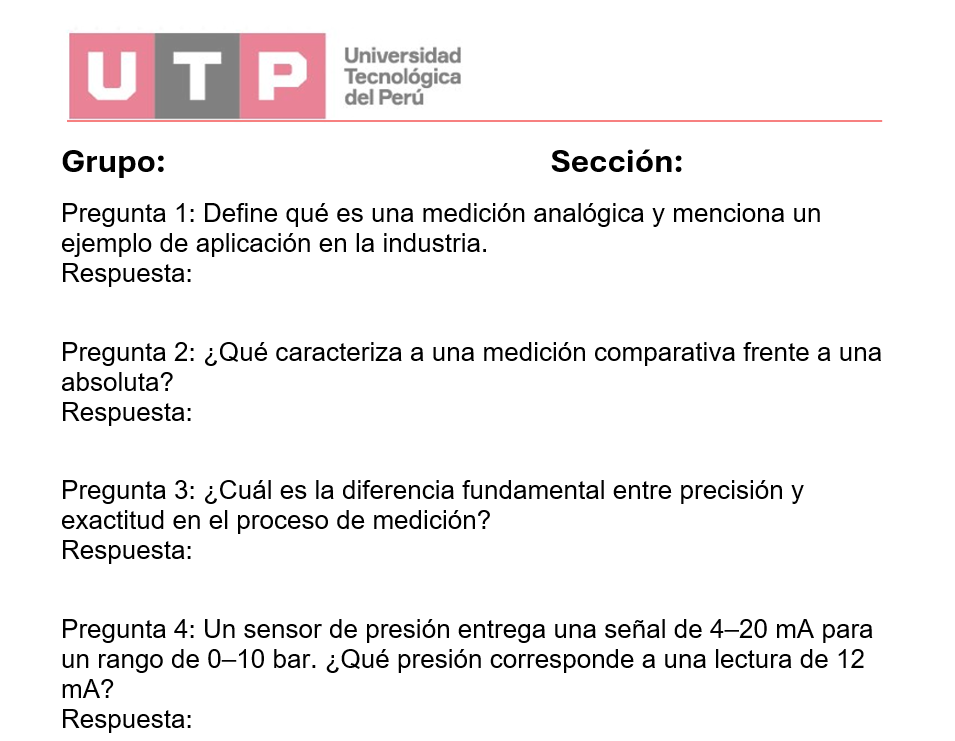 UTP
Universidad
Tecnológica
del Perú
Grupo: Sección:
Pregunta 1: Define qué es una medición analógica y menciona un
ejemplo de aplicación en la industria.
Respuesta:
Pregunta 2: ¿Qué caracteriza a una medición comparativa frente a una
absoluta?
Respuesta:
Pregunta 3: ¿Cuál es la diferencia fundamental entre precisión y
exactitud en el proceso de medición?
Respuesta:
Pregunta 4: Un sensor de presión entrega una señal de 4–20 mA para
un rango de 0–10 bar. ¿Qué presión corresponde a una lectura de 12
mA?
Respuesta: